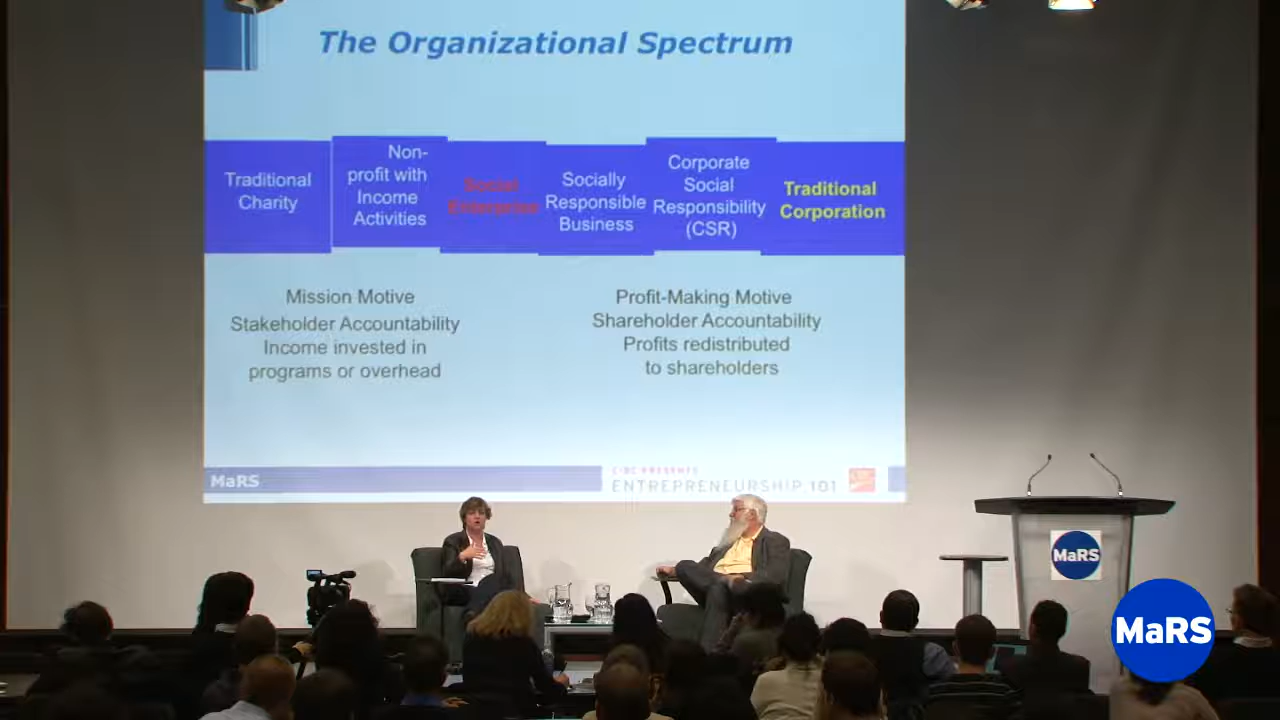 The Organizational Spectrum
Traditional
Charity
Non-
profit with
Income
Activities
Social
Enterprise
Socially
Responsible
Business
Corporate
Social
Responsibility
(CSR)
Traditional
Corporation
Mission Motive
Stakeholder Accountability
Income invested in
programs or overhead
Profit-Making Motive
Shareholder Accountability
Profits redistributed
to shareholders
MaRS
CIBC PRESENTS
ENTREPRENEURSHIP.101
MaRS
MaRS